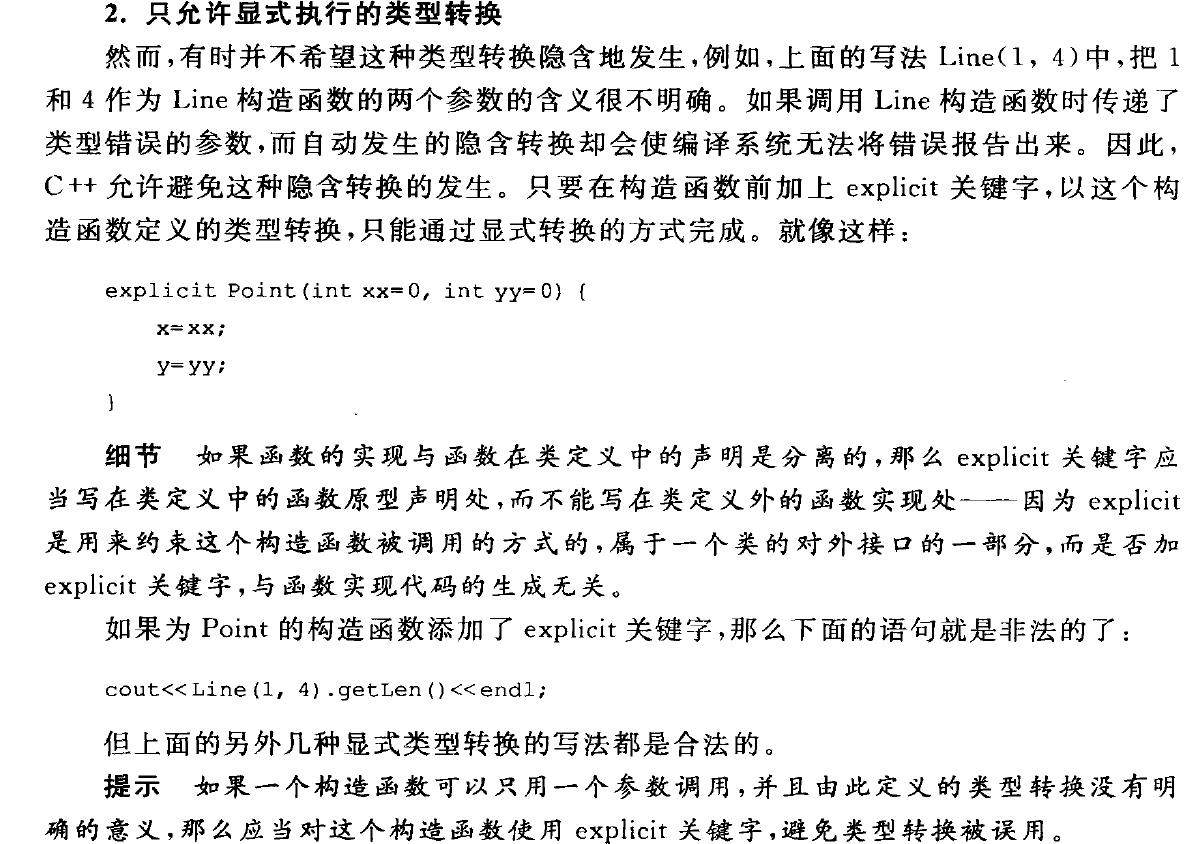 2. 只允许显式执行的类型转换
然而,有时并不希望这种类型转换隐含地发生,例如,上面的写法 Line(1, 4)中,把 1
和 4 作为 Line 构造函数的两个参数的含义很不明确。如果调用 Line 构造函数时传递了
类型错误的参数,而自动发生的隐含转换却会使编译系统无法将错误报告出来。因此,
C++ 允许避免这种隐含转换的发生。只要在构造函数前加上 explicit 关键字,以这个构
造函数定义的类型转换,只能通过显式转换的方式完成。就像这样:
explicit Point(int xx=0, int yy=0) {
x=xx;
y=yy;
}
细节 如果函数的实现与函数在类定义中的声明是分离的,那么 explicit 关键字应
当写在类定义中的函数原型声明处,而不能写在类定义外的函数实现处——因为 explicit
是用来约束这个构造函数被调用的方式的,属于一个类的对外接口的一部分,而是否加
explicit 关键字,与函数实现代码的生成无关。
如果为 Point 的构造函数添加了 explicit 关键字,那么下面的语句就是非法的了:
cout<<Line(1, 4).getLen()<<endl;
但上面的另外几种显式类型转换的写法都是合法的。
提示 如果一个构造函数可以只用一个参数调用,并且由此定义的类型转换没有明
确的意义,那么应当对这个构造函数使用 explicit 关键字,避免类型转换被误用。